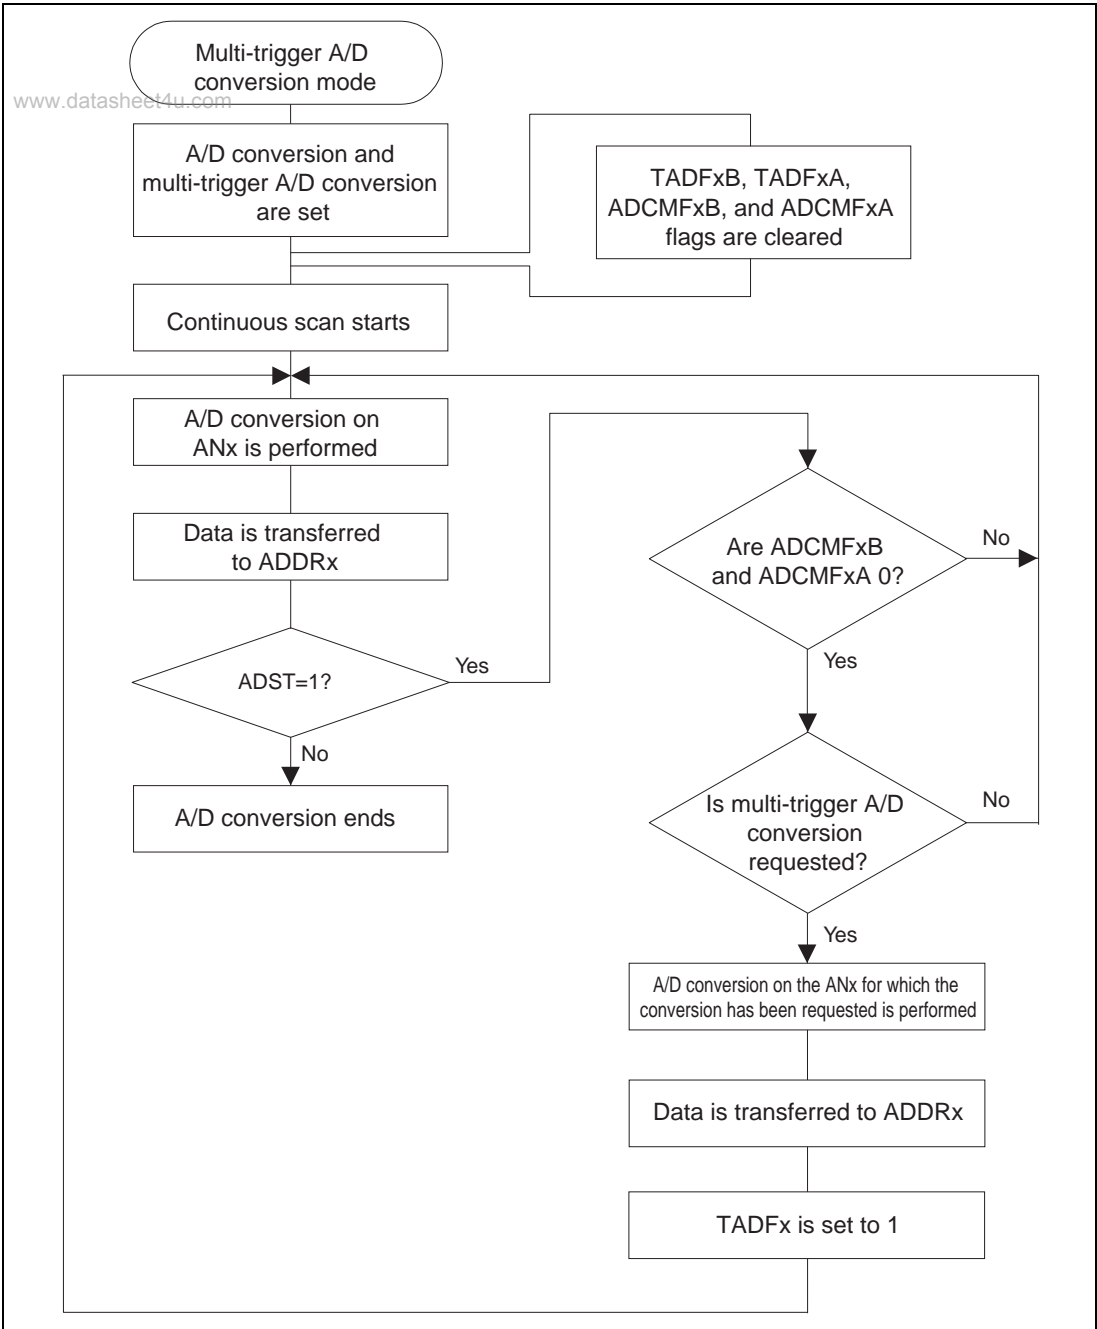 Multi-trigger A/D
conversion mode
www.datasheet4u.com
A/D conversion and
multi-trigger A/D conversion
are set
TADFxB, TADFxA,
ADCMFxB, and ADCMFxA
flags are cleared
Continuous scan starts
A/D conversion on
ANx is performed
Data is transferred
to ADDRx
ADST=1?
Yes
No
A/D conversion ends
Are ADCMFxB
and ADCMFxA 0?
No
Yes
Is multi-trigger A/D
conversion
requested?
No
Yes
A/D conversion on the ANx for which the
conversion has been requested is performed
Data is transferred to ADDRx
TADFx is set to 1